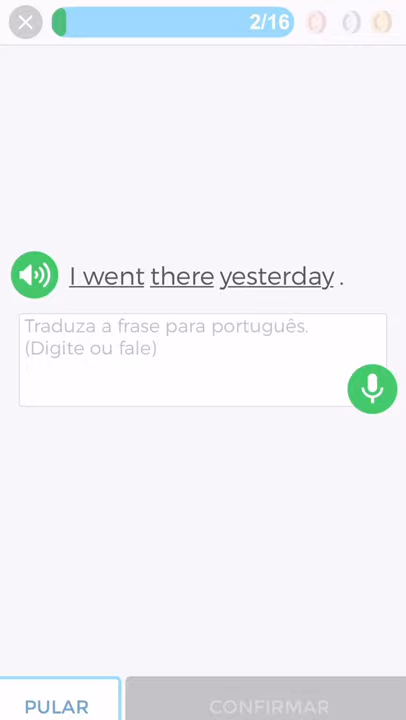 2/16
I went there yesterday.
Traduza a frase para português.
(Digite ou fale)
PULAR
CONFIRMAR